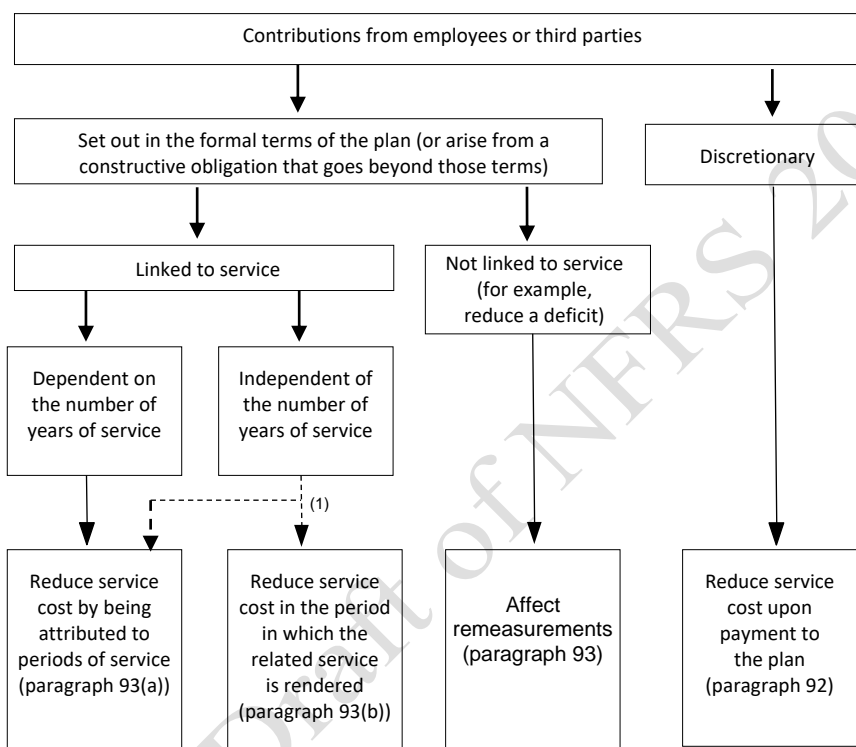 Contributions from employees or third parties
Set out in the formal terms of the plan (or arise from a
constructive obligation that goes beyond those terms)
Discretionary
Linked to service
Not linked to service
(for example,
reduce a deficit)
Dependent on
the number of
years of service
Independent of
the number of
years of service
(1)
Reduce service
cost by being
attributed to
periods of service
(paragraph 93(a))
Reduce service
cost in the period
in which the
related service
is rendered
(paragraph 93(b))
Affect
remeasurements
(paragraph 93)
Reduce service
cost upon
payment to
the plan
(paragraph 92)
Draft of NFRS 20